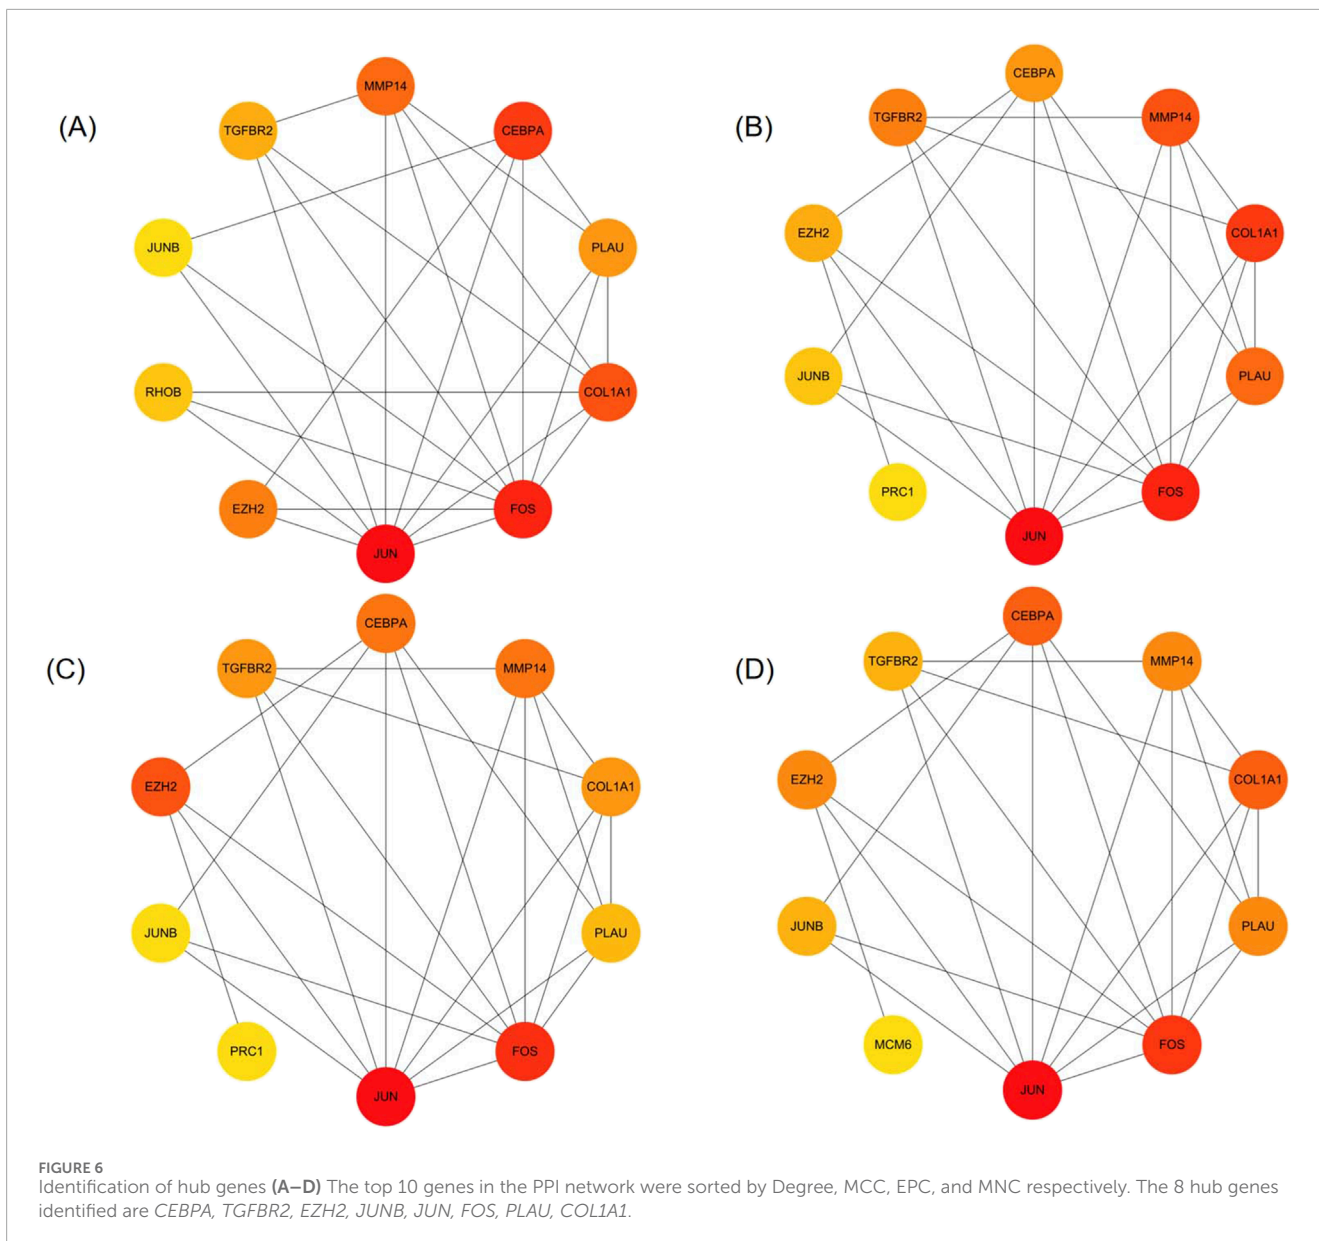 (A)
MMP14
TGFBR2
CEBPA
JUNB
PLAU
RHOB
COL1A1
EZH2
FOS
JUN
(B)
CEBPA
TGFBR2
MMP14
EZH2
COL1A1
JUNB
PLAU
PRC1
FOS
JUN
(C)
CEBPA
TGFBR2
MMP14
EZH2
COL1A1
JUNB
PLAU
PRC1
FOS
JUN
(D)
CEBPA
TGFBR2
MMP14
EZH2
COL1A1
JUNB
PLAU
MCM6
FOS
JUN
FIGURE 6
Identification of hub genes (A–D) The top 10 genes in the PPI network were sorted by Degree, MCC, EPC, and MNC respectively. The 8 hub genes
identified are CEBPA, TGFBR2, EZH2, JUNB, JUN, FOS, PLAU, COL1A1.